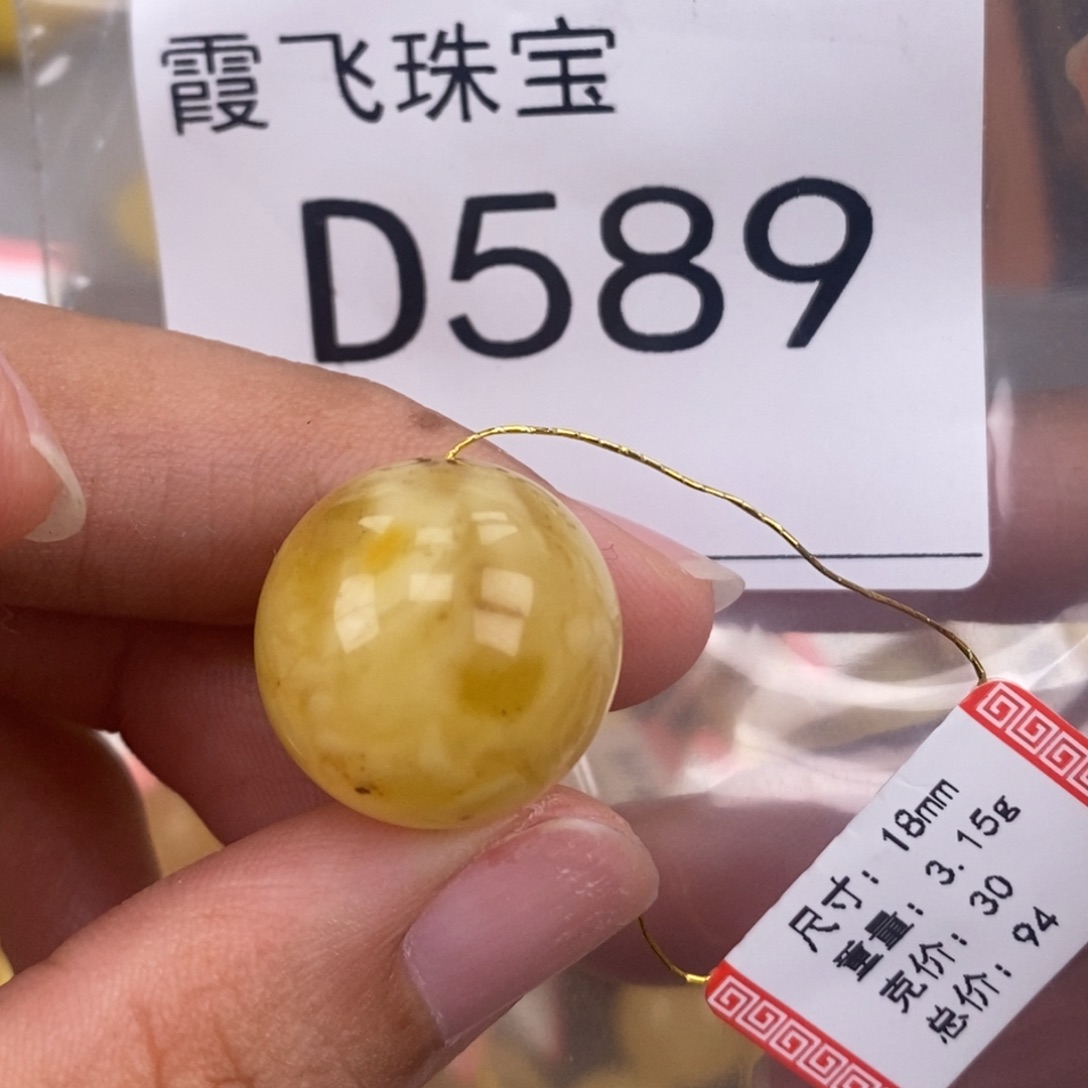 霞飞珠宝
D589
尺寸: 18mm
重量: 3.15g
克价: 30
总价: 94